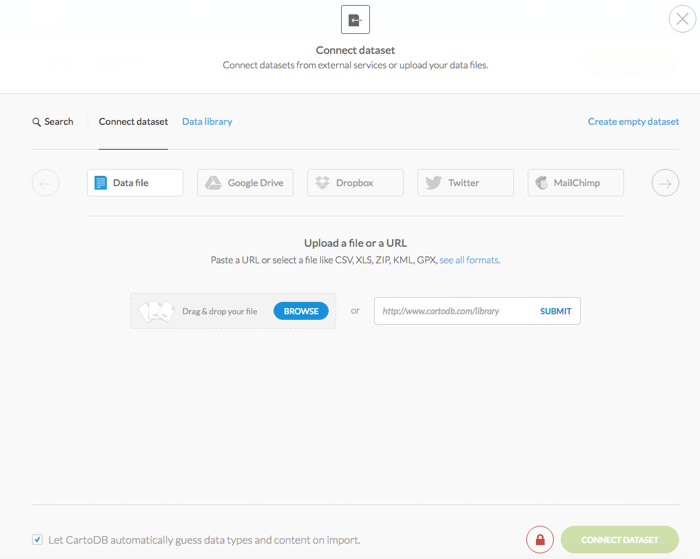 Connect dataset
Connect datasets from external services or upload your data files.
Search
Connect dataset
Data library
Create empty dataset
Data file
Google Drive
Dropbox
Twitter
MailChimp
Upload a file or a URL
Paste a URL or select a file like CSV, XLS, ZIP, KML, GPX, see all formats.
Drag & drop your file
BROWSE
or
http://www.cartodb.com/library
SUBMIT
Let CartoDB automatically guess data types and content on import.
CONNECT DATASET